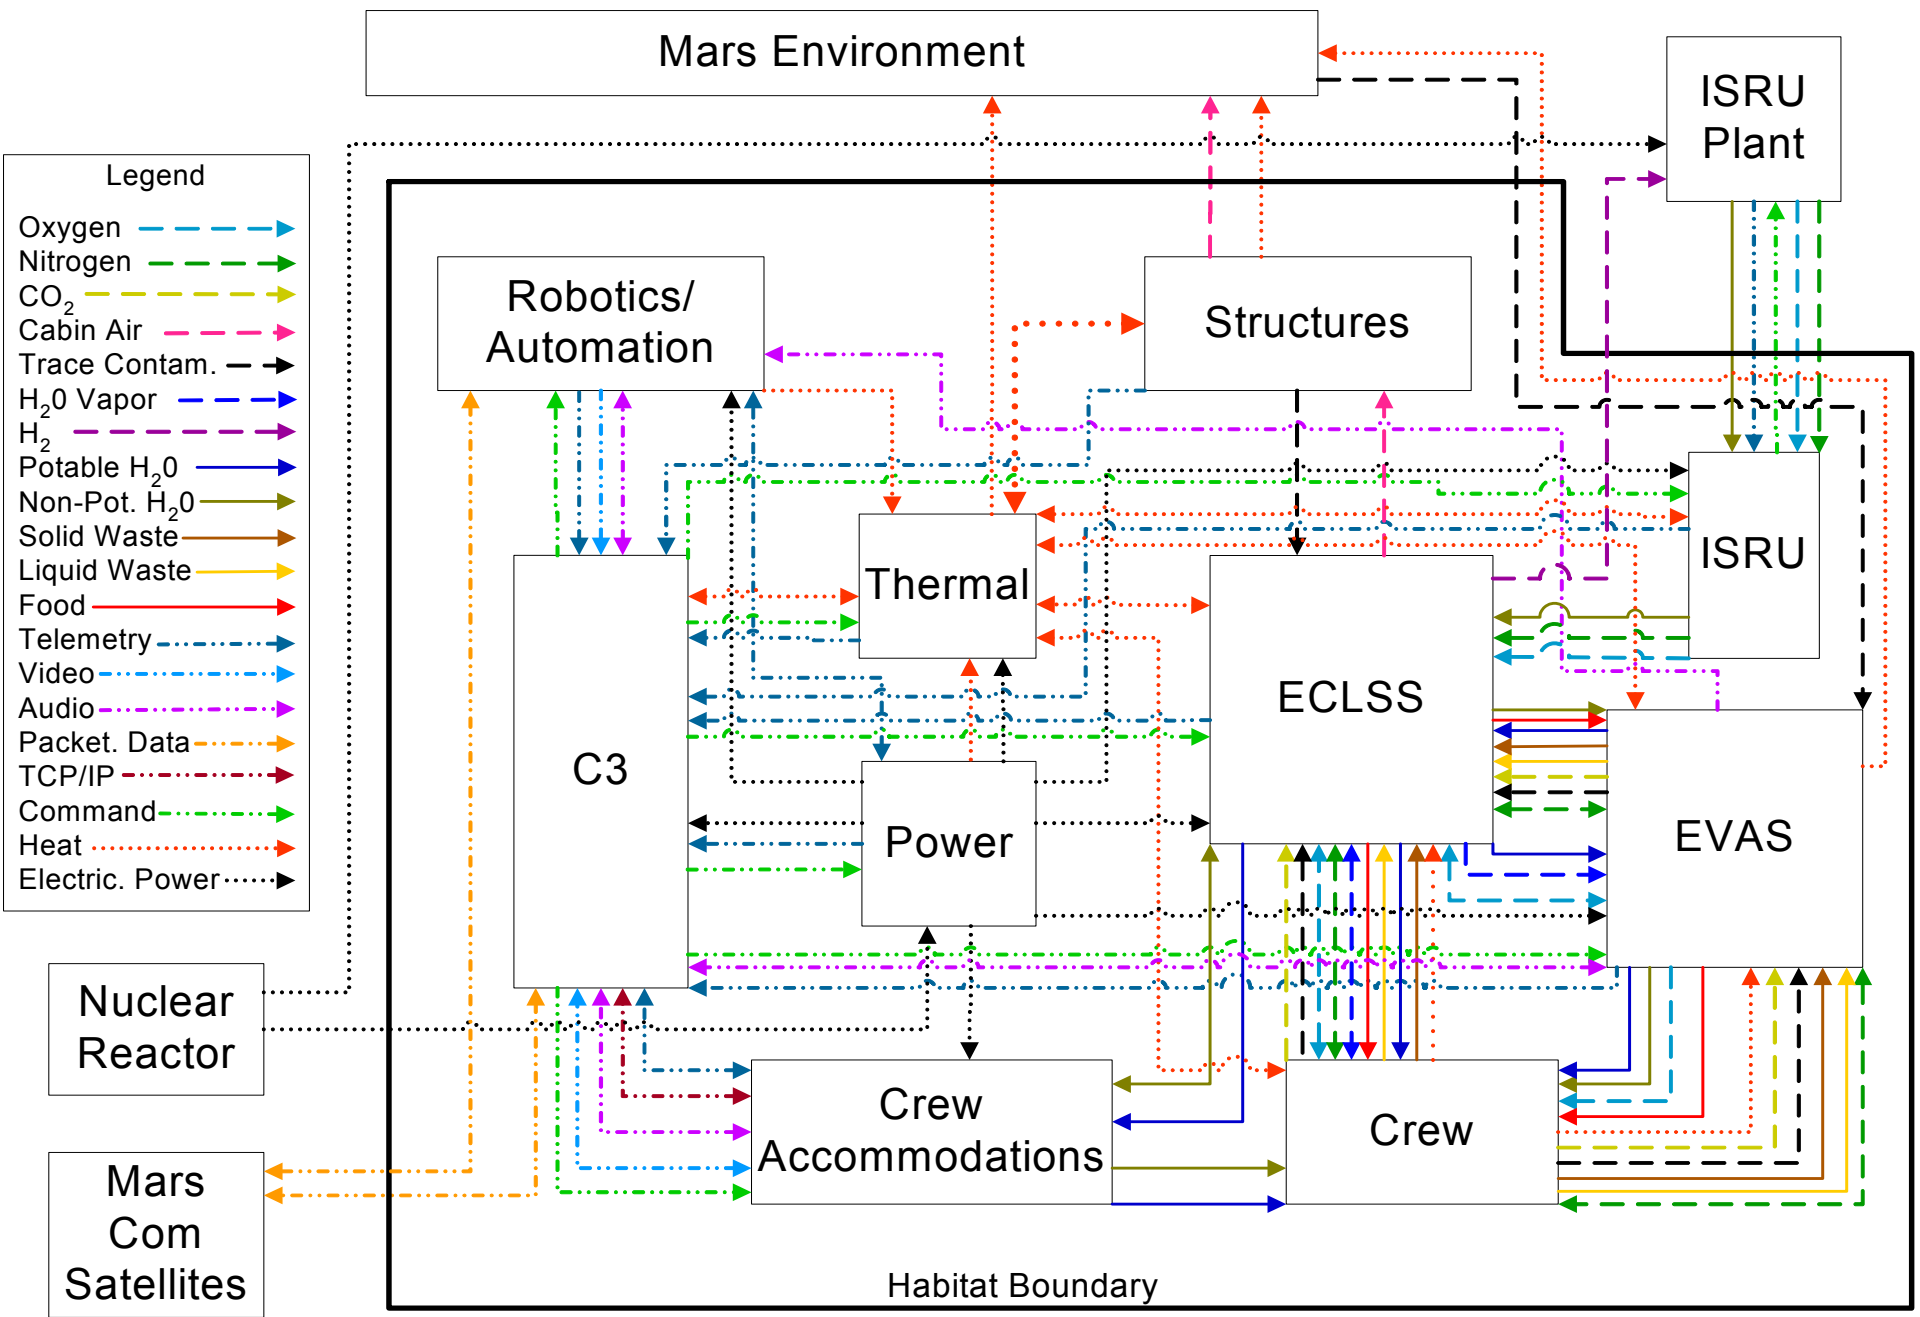 Mars Environment
ISRU
Plant
Legend
Oxygen
Nitrogen
CO2
Cabin Air
Trace Contam.
H20 Vapor
H2
Potable H20
Non-Pot. H20
Solid Waste
Liquid Waste
Food
Telemetry
Video
Audio
Packet. Data
TCP/IP
Command
Heat
Electric. Power
Robotics/
Automation
Structures
Thermal
ISRU
ECLSS
C3
Power
EVAS
Nuclear
Reactor
Crew
Accommodations
Crew
Mars
Com
Satellites
Habitat Boundary